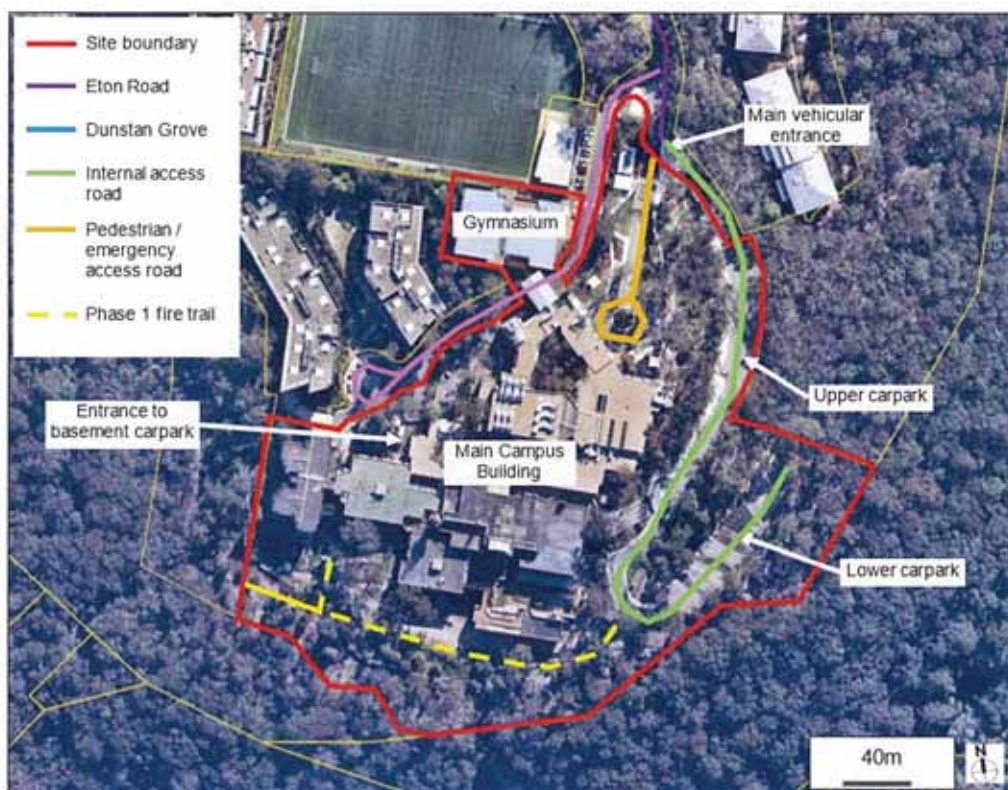 Site boundary
Eton Road
Dunstan Grove
Internal access
road
Pedestrian /
emergency
access road
Phase 1 fire trail
Main vehicular
entrance
Gymnasium
Upper carpark
Entrance to
basement carpark
Main Campus
Building
Lower carpark
40m
N